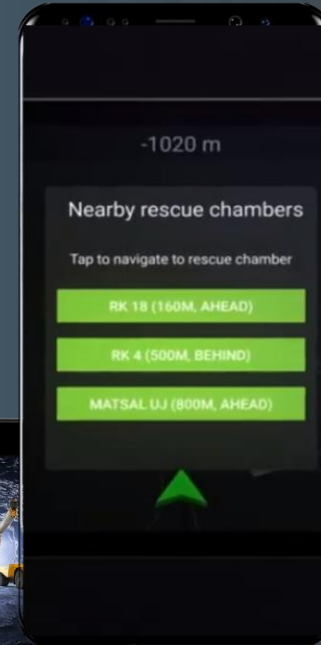 -1020 m
Nearby rescue chambers
Tap to navigate to rescue chamber
RK 18 (160M, AHEAD)
RK 4 (500M, BEHIND)
MATSAL UJ (800M, AHEAD)